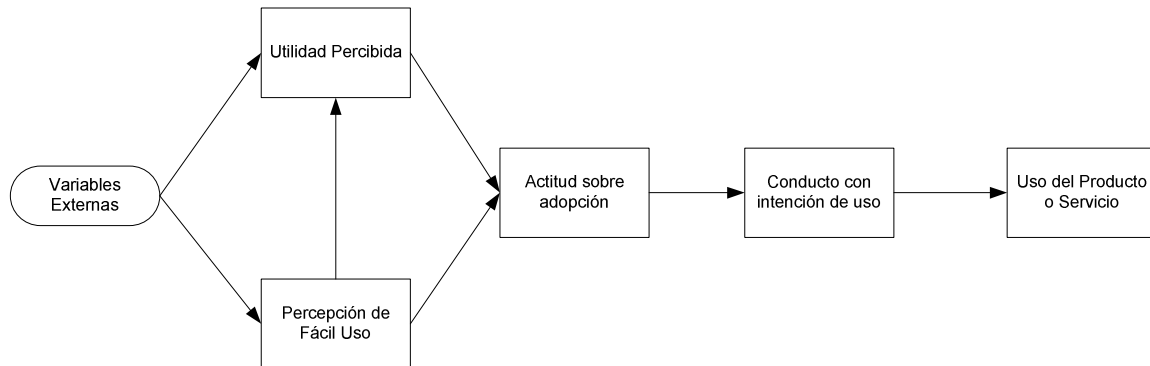 Utilidad Percibida
Variables
Externas
Percepción de
Fácil Uso
Actitud sobre
adopción
Conducto con
intención de uso
Uso del Producto
o Servicio